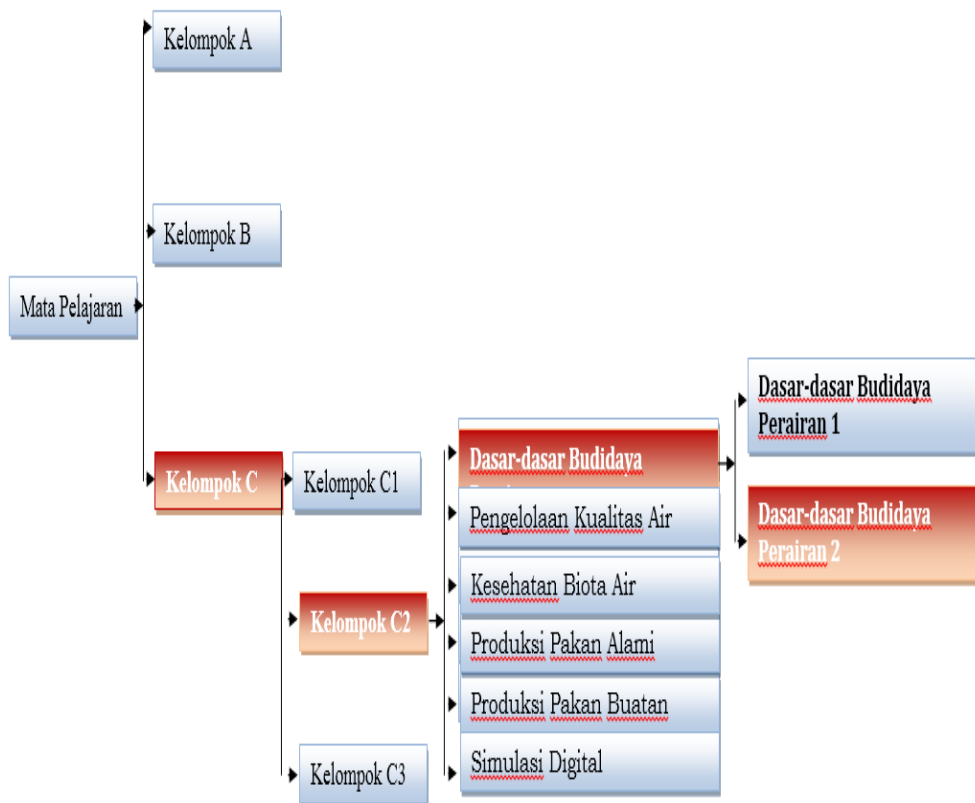 Kelompok A
Kelompok B
Mata Pelajaran
Kelompok C
Kelompok C1
Kelompok C2
Kelompok C3
Dasar-dasar Budidaya
Pengelolaan Kualitas Air
Kesehatan Biota Air
Produksi Pakan Alami
Produksi Pakan Buatan
Simulasi Digital
Dasar-dasar Budidaya
Perairan 1
Dasar-dasar Budidaya
Perairan 2